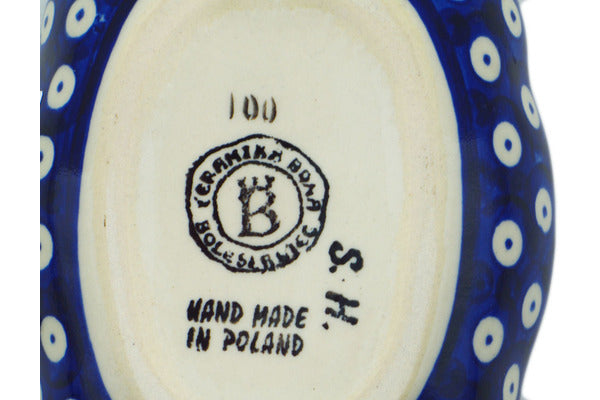 100
CERAMIKA BONA
BOLESŁAWIEC
B
S.H.
HAND MADE
IN POLAND